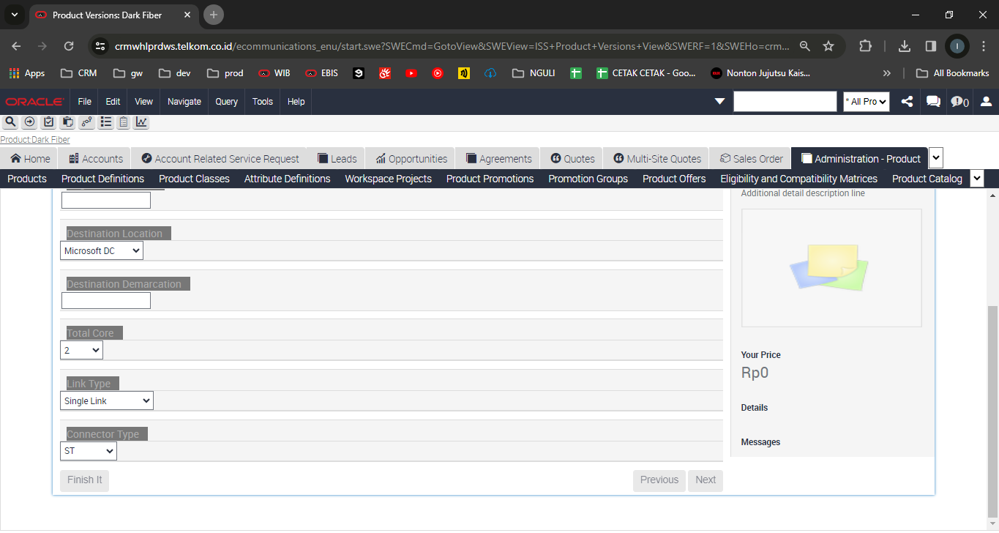 Product Versions: Dark Fiber
crmwhlprdws.telkom.co.id/ecommunications_enu/start.swe?SWECmd=GotoView&SWEView=ISS+Product+Versions+View&SWERF=1&SWEHo=crm...
I
Apps CRM gw dev prod WIB EBIS NGULI CETAK CETAK - Goo... Nonton Jujutsu Kais... » All Bookmarks
ORACLE File Edit View Navigate Query Tools Help * All Pro 0
Product:Dark Fiber
Home Accounts Account Related Service Request Leads Opportunities Agreements Quotes Multi-Site Quotes Sales Order Administration - Product
Products Product Definitions Product Classes Attribute Definitions Workspace Projects Product Promotions Promotion Groups Product Offers Eligibility and Compatibility Matrices Product Catalog
Additional detail description line
Destination Location
Microsoft DC
Destination Demarcation
Total Core
2
Link Type
Single Link
Connector Type
ST
Finish It Previous Next
Your Price
Rp0
Details
Messages